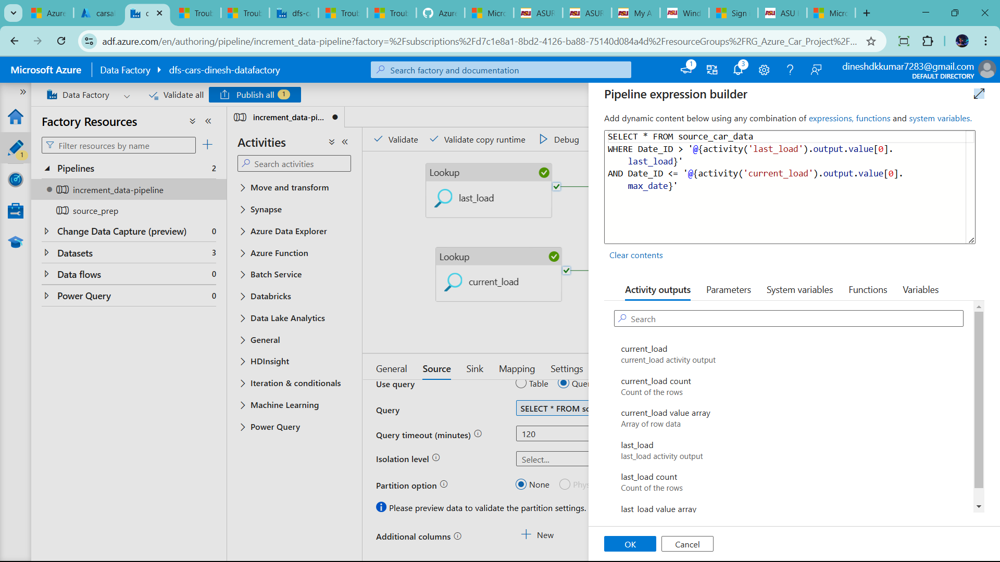 Azure
carsal
c
Troub
Troub
dfs-ca
Troub
Troub
Azure
Micro
ASUR
ASUR
My A
Wind
Sign
ASU
Micro
adf.azure.com/en/authoring/pipeline/increment_data-pipeline?factory=%2Fsubscriptions%2Fd7c1e8a1-8bd2-4126-ba88-75140d084a4d%2FresourceGroups%2FRG_Azure_Car_Project%2F...
Microsoft Azure
Data Factory
dfs-cars-dinesh-datafactory
Search factory and documentation
1
3
dineshdkkumar7283@gmail.com
DEFAULT DIRECTORY
Data Factory
Validate all
Publish all 1
1
Factory Resources
Filter resources by name
Pipelines 2
increment_data-pipeline
source_prep
Change Data Capture (preview) 0
Datasets 3
Data flows 0
Power Query 0
increment_data-pi...
Activities
Search activities
Move and transform
Synapse
Azure Data Explorer
Azure Function
Batch Service
Databricks
Data Lake Analytics
General
HDInsight
Iteration & conditionals
Machine Learning
Power Query
Validate
Validate copy runtime
Debug
Lookup
last_load
Lookup
current_load
General
Source
Sink
Mapping
Settings
Use query
Table
Quer
Query
SELECT * FROM so
Query timeout (minutes)
120
Isolation level
Select...
Partition option
None
Phys
Please preview data to validate the partition settings.
Additional columns
New
Pipeline expression builder
Add dynamic content below using any combination of expressions, functions and system variables.
SELECT * FROM source_car_data
WHERE Date_ID > '@{activity('last_load').output.value[0].
last_load}'
AND Date_ID <= '@{activity('current_load').output.value[0].
max_date}'
Clear contents
Activity outputs
Parameters
System variables
Functions
Variables
Search
current_load
current_load activity output
current_load count
Count of the rows
current_load value array
Array of row data
last_load
last_load activity output
last_load count
Count of the rows
last_load value array
OK
Cancel